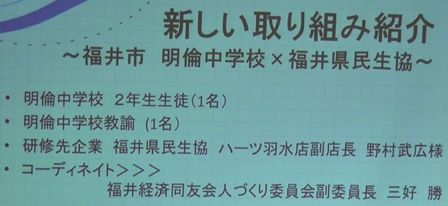 新しい取り組み紹介
～福井市 明倫中学校×福井県民生協～
・ 明倫中学校 ２年生生徒（1名）
・ 明倫中学校教諭 （1名）
・ 研修先企業 福井県民生協 ハーツ羽水店副店長 野村武広様
・ コーディネイト＞＞＞
福井経済同友会人づくり委員会副委員長 三好 勝